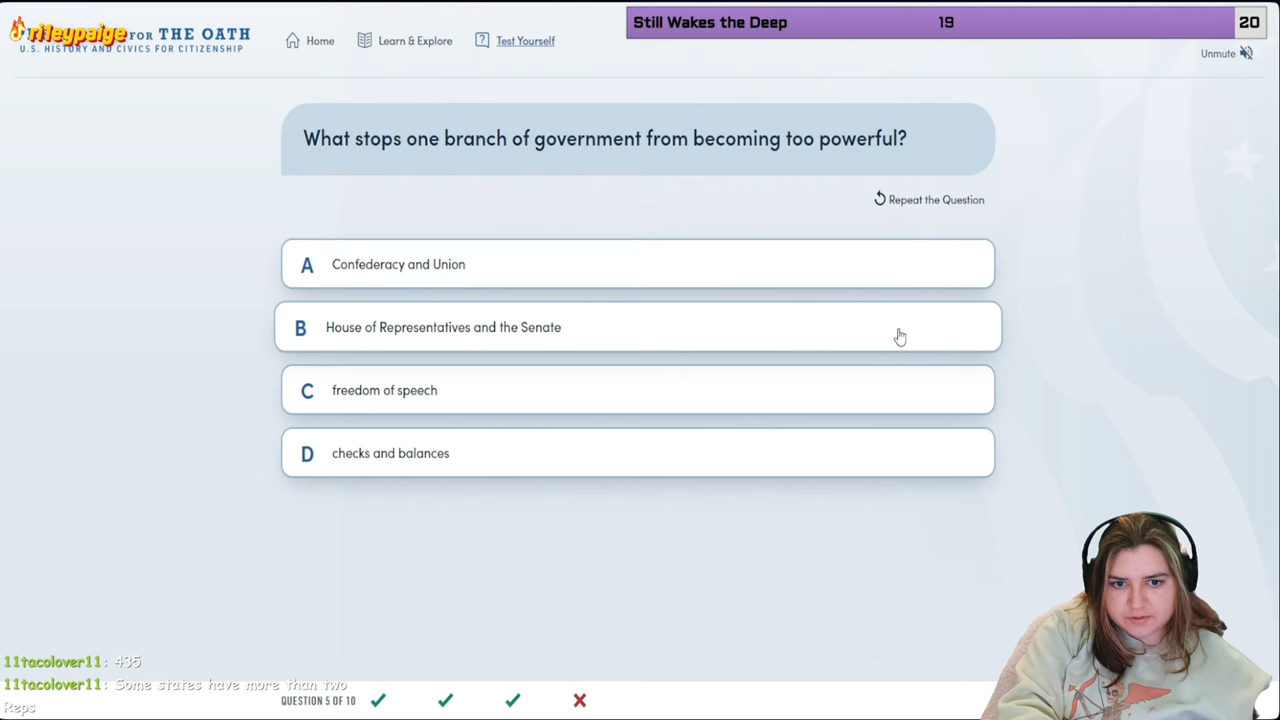 ri1eypaige FOR THE OATH
U.S. HISTORY AND CIVICS FOR CITIZENSHIP
Home
Learn & Explore
Test Yourself
Still Wakes the Deep 19 20
Unmute
What stops one branch of government from becoming too powerful?
Repeat the Question
A Confederacy and Union
B House of Representatives and the Senate
C freedom of speech
D checks and balances
11tacolover11: 435
11tacolover11: Some states have more than two
Reps
QUESTION 5 OF 10